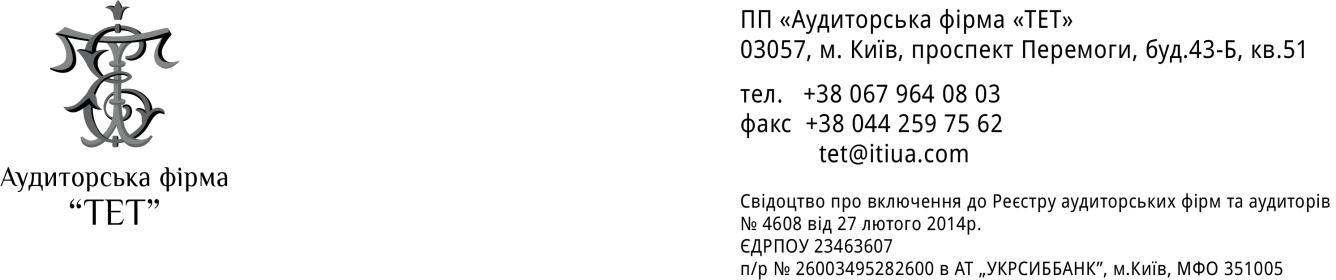 Аудиторська фірма
“ТЕТ”
ПП «Аудиторська фірма «ТЕТ»
03057, м. Київ, проспект Перемоги, буд.43-Б, кв.51
тел. +38 067 964 08 03
факс +38 044 259 75 62
tet@itiua.com
Свідоцтво про включення до Реєстру аудиторських фірм та аудиторів
№ 4608 від 27 лютого 2014р.
ЄДРПОУ 23463607
п/р № 26003495282600 в АТ „УКРСИББАНК”, м.Київ, МФО 351005